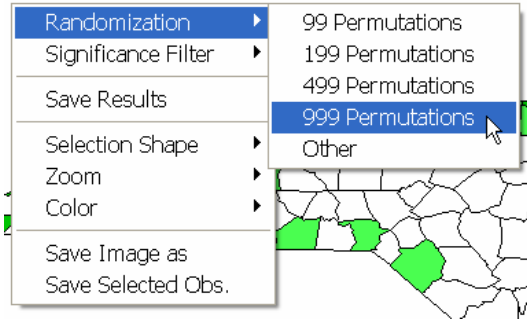 Randomization
Significance Filter
Save Results
Selection Shape
Zoom
Color
Save Image as
Save Selected Obs.
99 Permutations
199 Permutations
499 Permutations
999 Permutations
Other